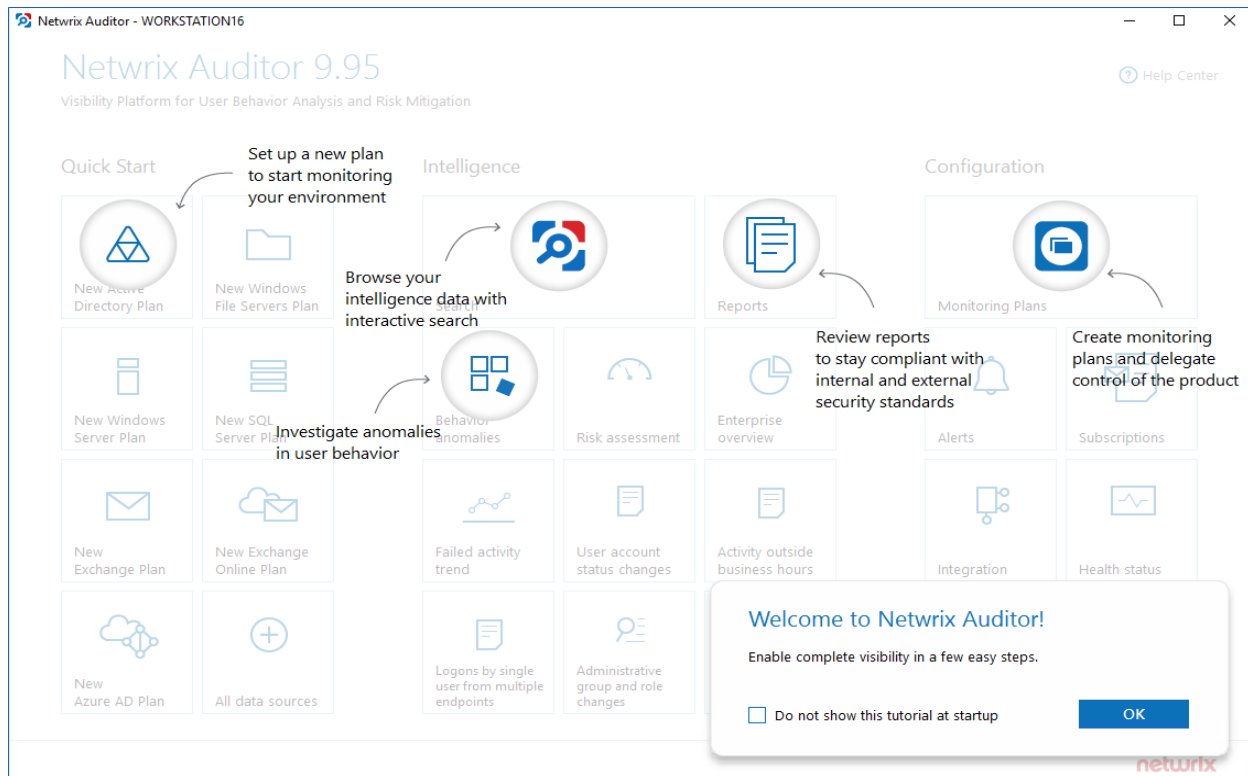 Netwrix Auditor - WORKSTATION16
Netwrix Auditor 9.95
Help Center
Visibility Platform for User Behavior Analysis and Risk Mitigation
Quick Start
Set up a new plan
to start monitoring
your environment
New Active
Directory Plan
New Windows
File Servers Plan
New Windows
Server Plan
New SQL
Server Plan
New
Exchange Plan
New Exchange
Online Plan
New
Azure AD Plan
All data sources
Intelligence
Browse your
intelligence data with
interactive search
Search
Reports
Review reports
to stay compliant with
internal and external
security standards
Investigate anomalies
in user behavior
Behavior
anomalies
Risk assessment
Enterprise
overview
Failed activity
trend
User account
status changes
Activity outside
business hours
Logons by single
user from multiple
endpoints
Administrative
group and role
changes
Configuration
Monitoring Plans
Create monitoring
plans and delegate
control of the product
Alerts
Subscriptions
Integration
Health status
Welcome to Netwrix Auditor!
Enable complete visibility in a few easy steps.
Do not show this tutorial at startup
OK
netwrix